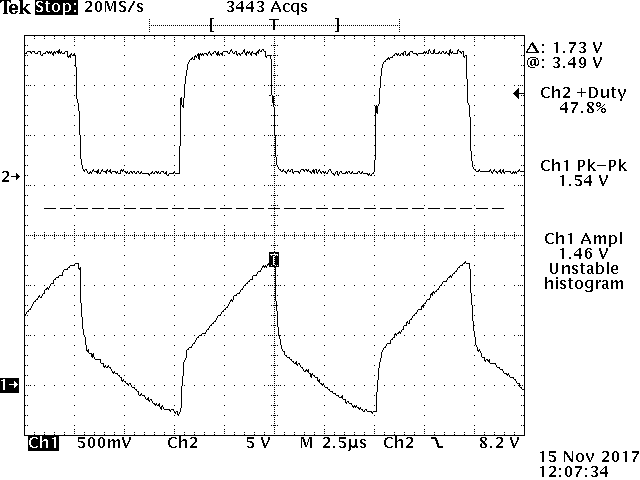 Tek Stop: 20MS/s 3443 Acqs
[ T ]
Δ: 1.73 V
@: 3.49 V
Ch2 +Duty
47.8%
2→
Ch1 Pk−Pk
1.54 V
Ch1 Ampl
1.46 V
Unstable
histogram
1→
Ch1 500mV Ch2 5 V M 2.5µs Ch2 8.2 V
15 Nov 2017
12:07:34